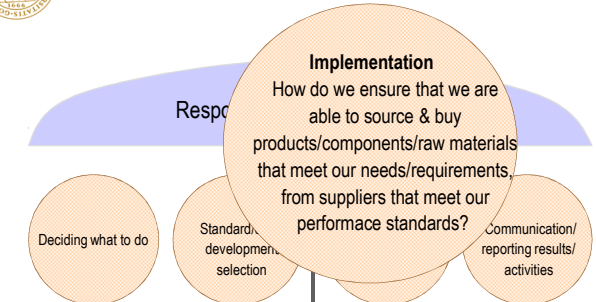 Implementation
How do we ensure that we are
able to source & buy
products/components/raw materials
that meet our needs/requirements,
from suppliers that meet our
performace standards?
Deciding what to do
Standard/
development
selection
Communication/
reporting results/
activities